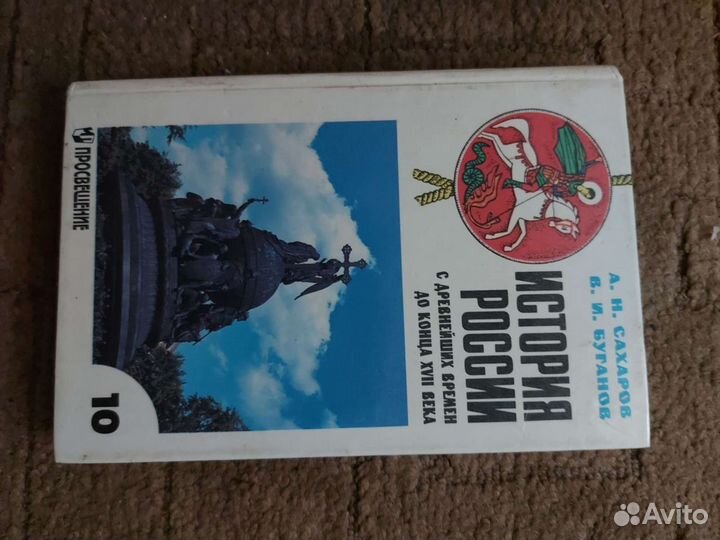 А. Н. САХАРОВ
В. И. БУГАНОВ
ИСТОРИЯ
РОССИИ
С ДРЕВНЕЙШИХ ВРЕМЕН
ДО КОНЦА XVII ВЕКА
10
ПРОСВЕЩЕНИЕ
Avito